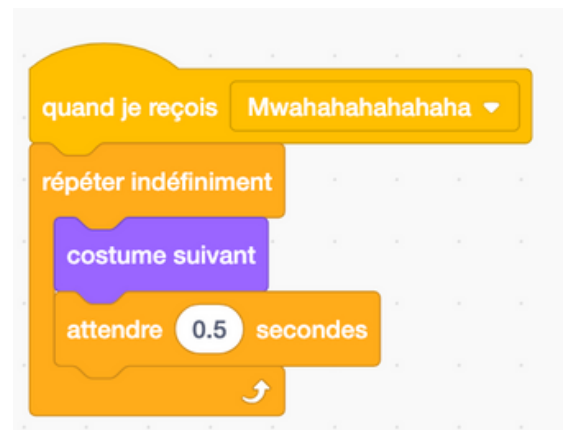 quand je reçois Mwahahahahahaha
répéter indéfiniment
costume suivant
attendre 0.5 secondes